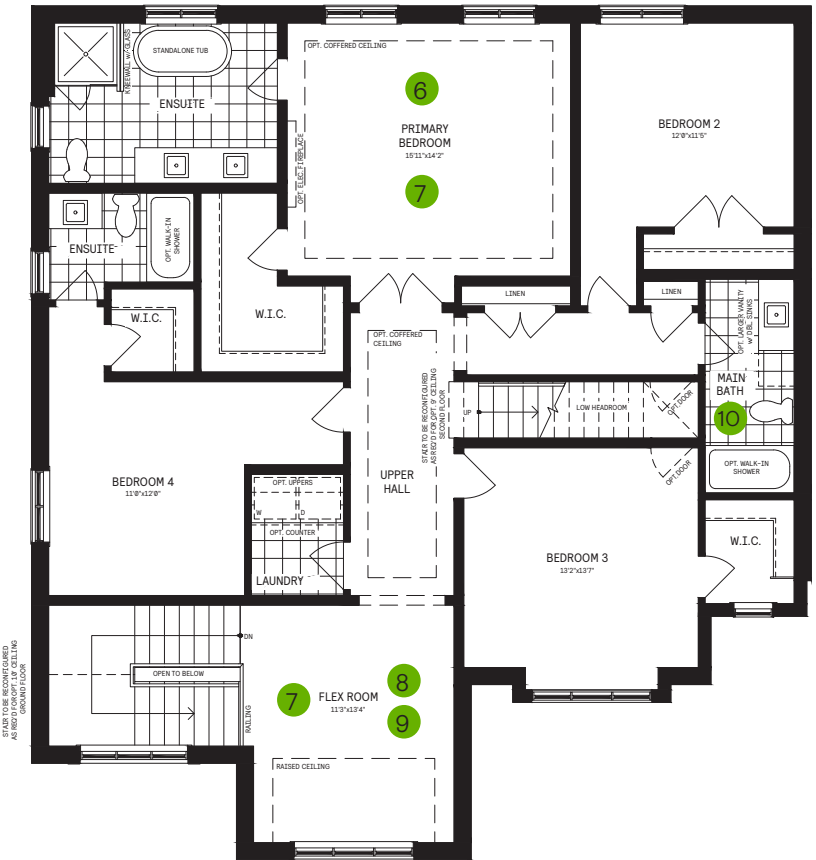 KNEEWALL w/GLASS
STANDALONE TUB
ENSUITE
OPT. COFFERED CEILING
6
PRIMARY
BEDROOM
15'11"x14'2"
7
OPT. ELEC. FIREPLACE
BEDROOM 2
12'0"x11'5"
ENSUITE
OPT. WALK-IN
SHOWER
W.I.C.
W.I.C.
LINEN
LINEN
OPT. COFFERED
CEILING
OPT. LARGER VANITY
w/ DBL SINKS
MAIN
BATH
10
STAIR TO BE RECONFIGURED
AS REQ'D FOR OPT. 9' CEILING
SECOND FLOOR
UP
LOW HEADROOM
OPT. DOOR
OPT. DOOR
OPT. WALK-IN
SHOWER
BEDROOM 4
11'0"x12'0"
UPPER
HALL
OPT. UPPERS
W
D
OPT. COUNTER
LAUNDRY
BEDROOM 3
13'2"x13'7"
W.I.C.
STAIR TO BE RECONFIGURED
AS REQ'D FOR OPT. 10' CEILING
GROUND FLOOR
DN
OPEN TO BELOW
RAILING
7
FLEX ROOM
11'3"x13'4"
8
9
RAISED CEILING